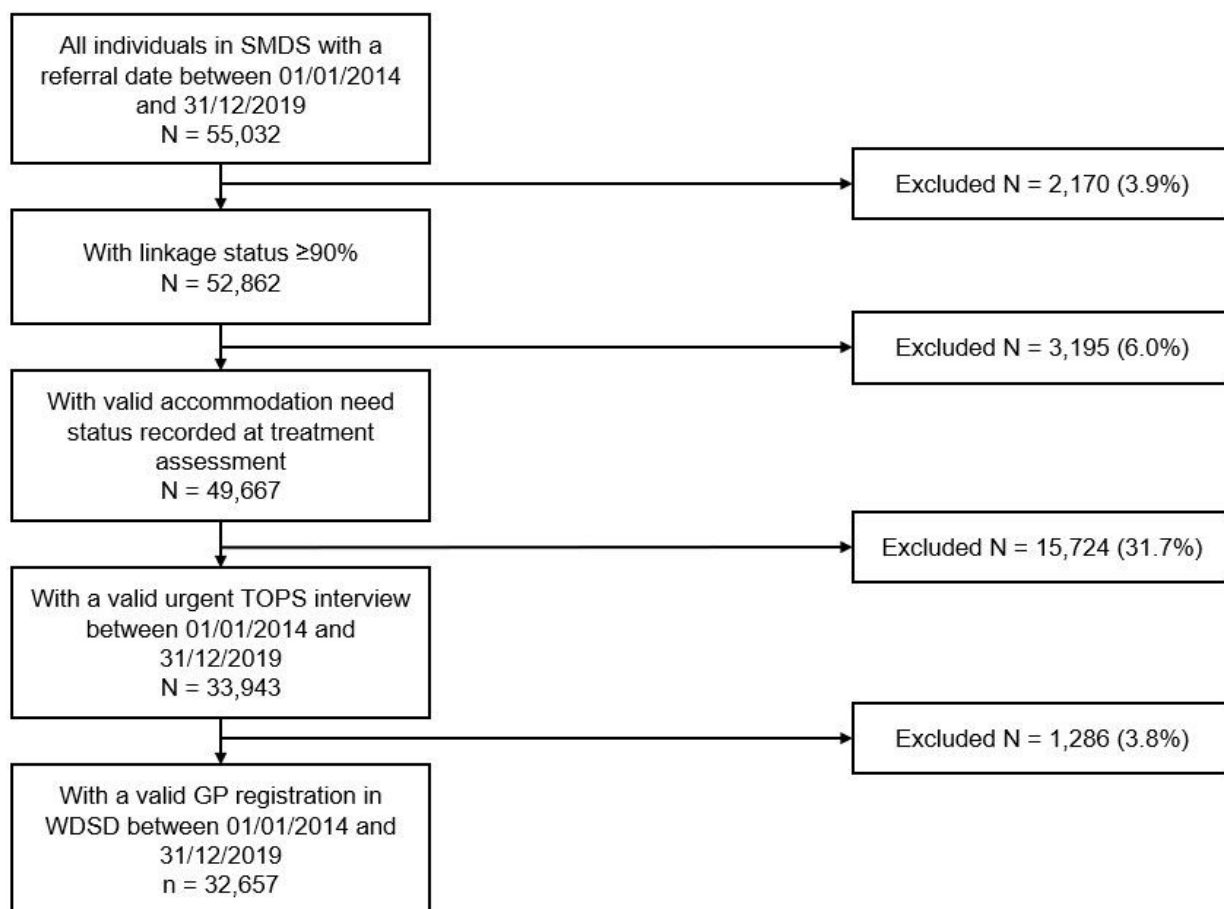 All individuals in SMDS with a
referral date between 01/01/2014
and 31/12/2019
N = 55,032
Excluded N = 2,170 (3.9%)
With linkage status ≥90%
N = 52,862
Excluded N = 3,195 (6.0%)
With valid accommodation need
status recorded at treatment
assessment
N = 49,667
Excluded N = 15,724 (31.7%)
With a valid urgent TOPS interview
between 01/01/2014 and
31/12/2019
N = 33,943
Excluded N = 1,286 (3.8%)
With a valid GP registration in
WDSD between 01/01/2014 and
31/12/2019
n = 32,657